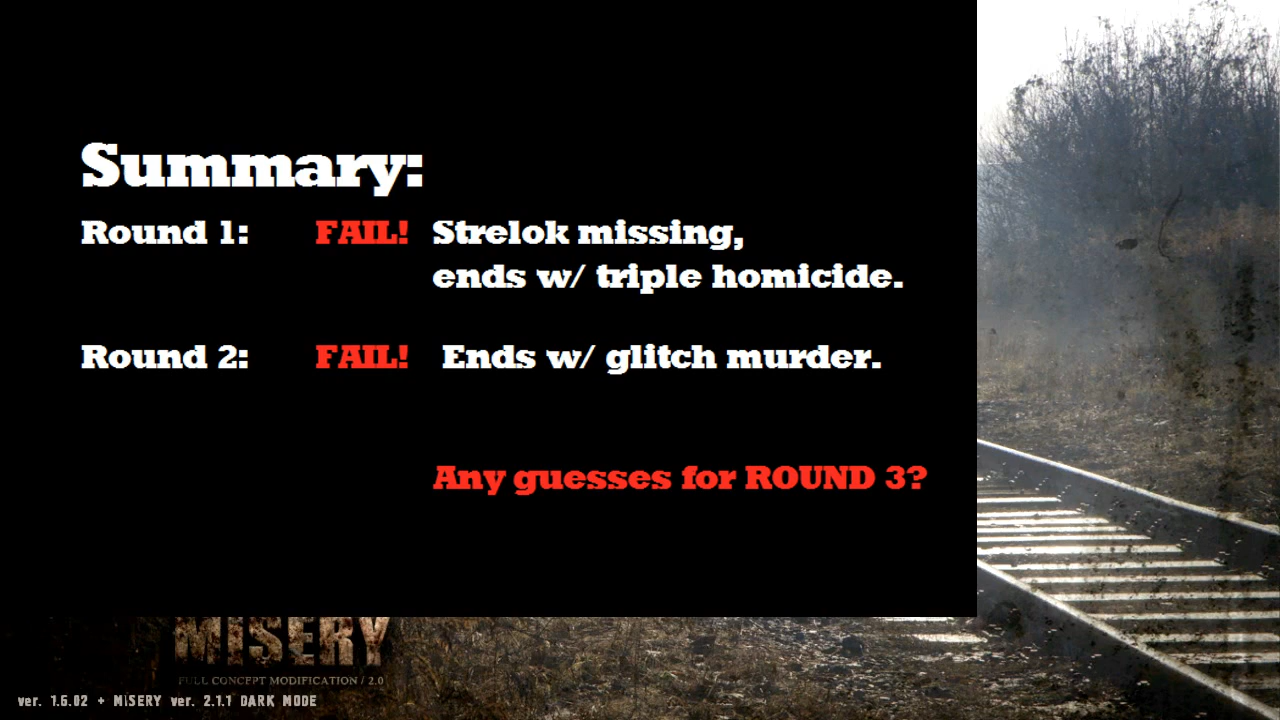 Summary:
Round 1: FAIL! Strelok missing,
ends w/ triple homicide.
Round 2: FAIL! Ends w/ glitch murder.
Any guesses for ROUND 3?
MISERY
FULL CONCEPT MODIFICATION / 2.0
ver. 1.6.02 + MISERY ver. 2.1.1 DARK MODE